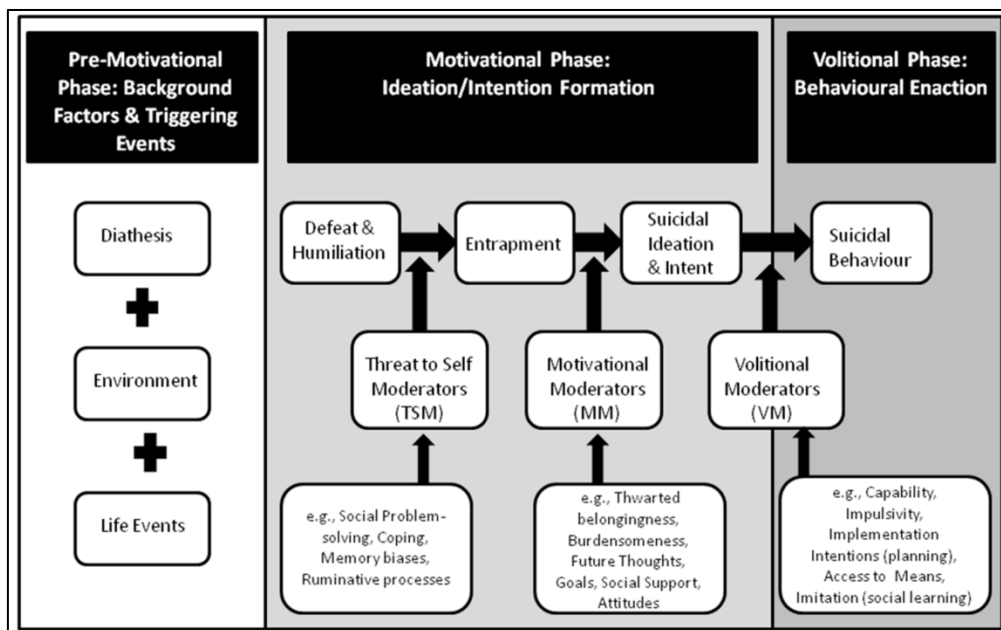 Pre-Motivational
Phase: Background
Factors & Triggering
Events
Motivational Phase:
Ideation/Intention Formation
Volitional Phase:
Behavioural Enaction
Diathesis
Environment
Life Events
Defeat &
Humiliation
Entrapment
Suicidal
Ideation
& Intent
Suicidal
Behaviour
Threat to Self
Moderators
(TSM)
Motivational
Moderators
(MM)
Volitional
Moderators
(VM)
e.g., Social Problem-
solving, Coping,
Memory biases,
Ruminative processes
e.g., Thwarted
belongingness,
Burdensomeness,
Future Thoughts,
Goals, Social Support,
Attitudes
e.g., Capability,
Impulsivity,
Implementation
Intentions (planning),
Access to Means,
Imitation (social learning)